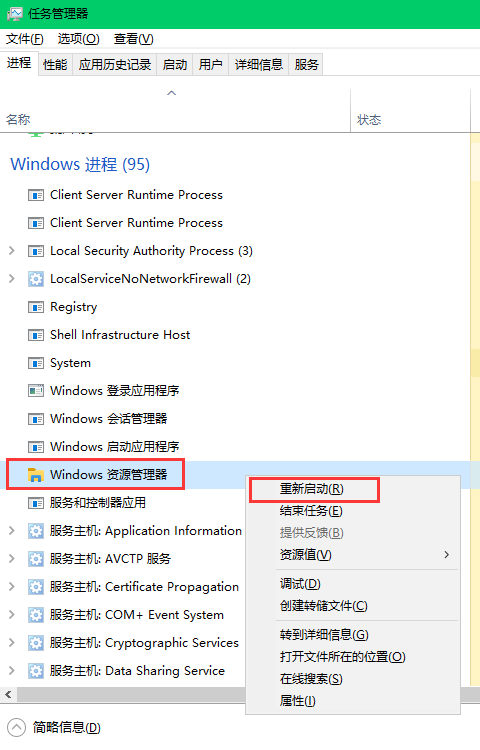 任务管理器
文件(F) 选项(O) 查看(V)
进程 性能 应用历史记录 启动 用户 详细信息 服务
名称 状态
Windows 进程 (95)
Client Server Runtime Process
Client Server Runtime Process
Local Security Authority Process (3)
LocalServiceNoNetworkFirewall (2)
Registry
Shell Infrastructure Host
System
Windows 登录应用程序
Windows 会话管理器
Windows 启动应用程序
Windows 资源管理器
服务和控制器应用
服务主机: Application Information
服务主机: AVCTP 服务
服务主机: Certificate Propagation
服务主机: COM+ Event System
服务主机: Cryptographic Services
服务主机: Data Sharing Service
重新启动(R)
结束任务(E)
提供反馈(B)
资源值(V)
调试(D)
创建转储文件(C)
转到详细信息(G)
打开文件所在的位置(O)
在线搜索(S)
属性(I)
简略信息(D)